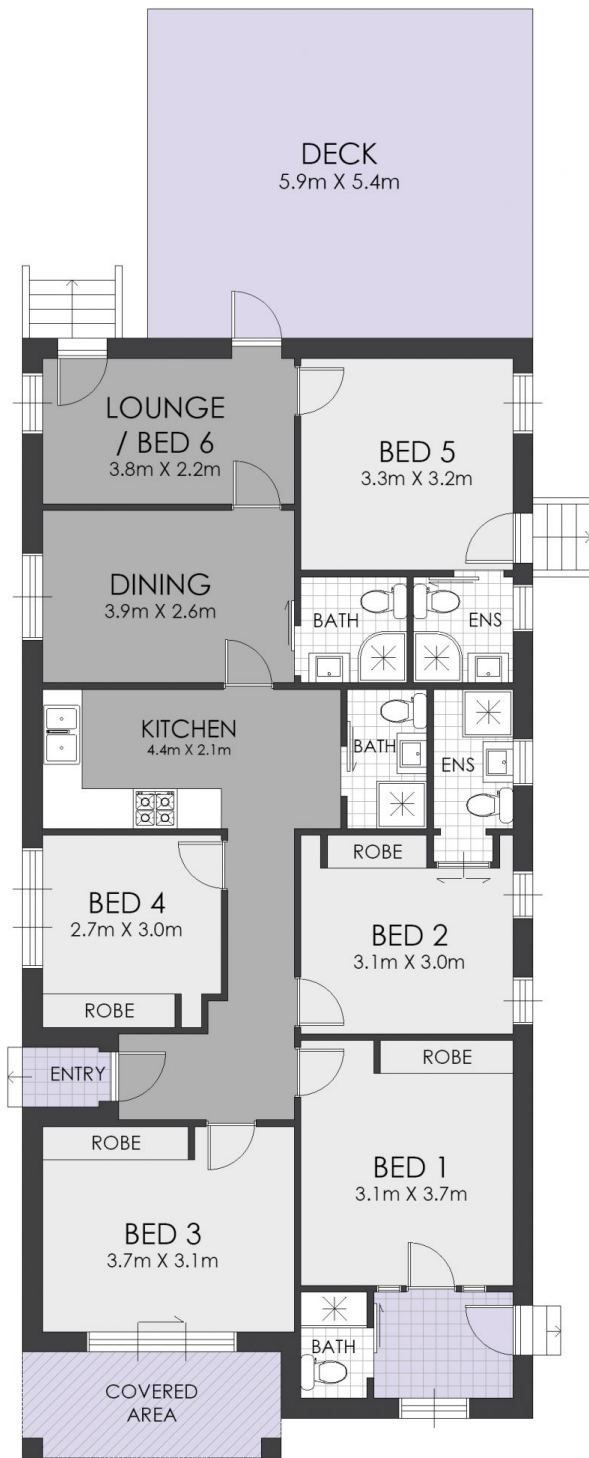 DECK
5.9m X 5.4m
LOUNGE
/ BED 6
3.8m X 2.2m
BED 5
3.3m X 3.2m
DINING
3.9m X 2.6m
BATH
ENS
KITCHEN
4.4m X 2.1m
BATH
ENS
ROBE
BED 4
2.7m X 3.0m
BED 2
3.1m X 3.0m
ROBE
ENTRY
ROBE
ROBE
BED 1
3.1m X 3.7m
BED 3
3.7m X 3.1m
BATH
COVERED
AREA